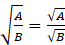 √(A/B) = √A/√B